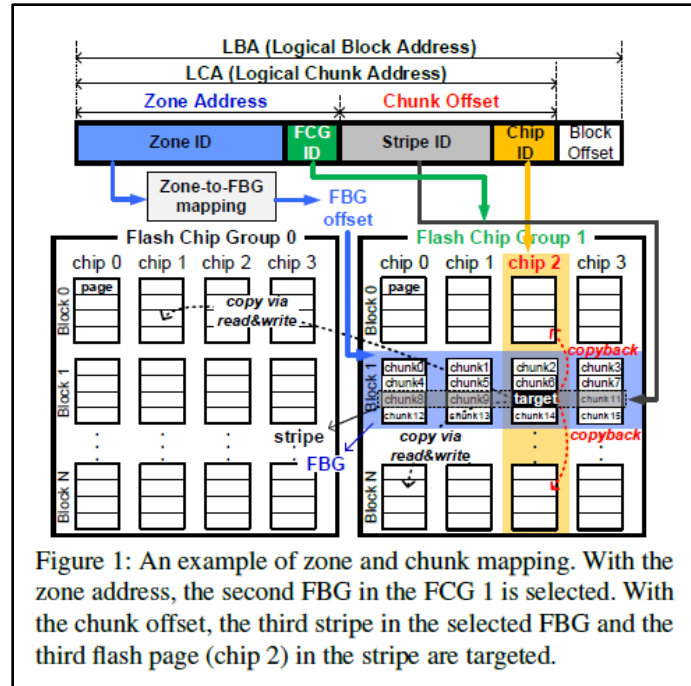 LBA (Logical Block Address)
LCA (Logical Chunk Address)
Zone Address
Chunk Offset
Zone ID
FCG ID
Stripe ID
Chip ID
Block Offset
Zone-to-FBG mapping
FBG offset
Flash Chip Group 0
chip 0 chip 1 chip 2 chip 3
Block 0
page
copy via
read&write
Block 1
stripe
FBG
Block N
Flash Chip Group 1
chip 0 chip 1 chip 2 chip 3
Block 0
page
copyback
Block 1
chunk0 chunk1 chunk2 chunk3
chunk4 chunk5 chunk6 chunk7
chunk8 chunk9 target chunk11
chunk12 chunk13 chunk14 chunk15
copy via
read&write
copyback
Block N
Figure 1: An example of zone and chunk mapping. With the
zone address, the second FBG in the FCG 1 is selected. With
the chunk offset, the third stripe in the selected FBG and the
third flash page (chip 2) in the stripe are targeted.